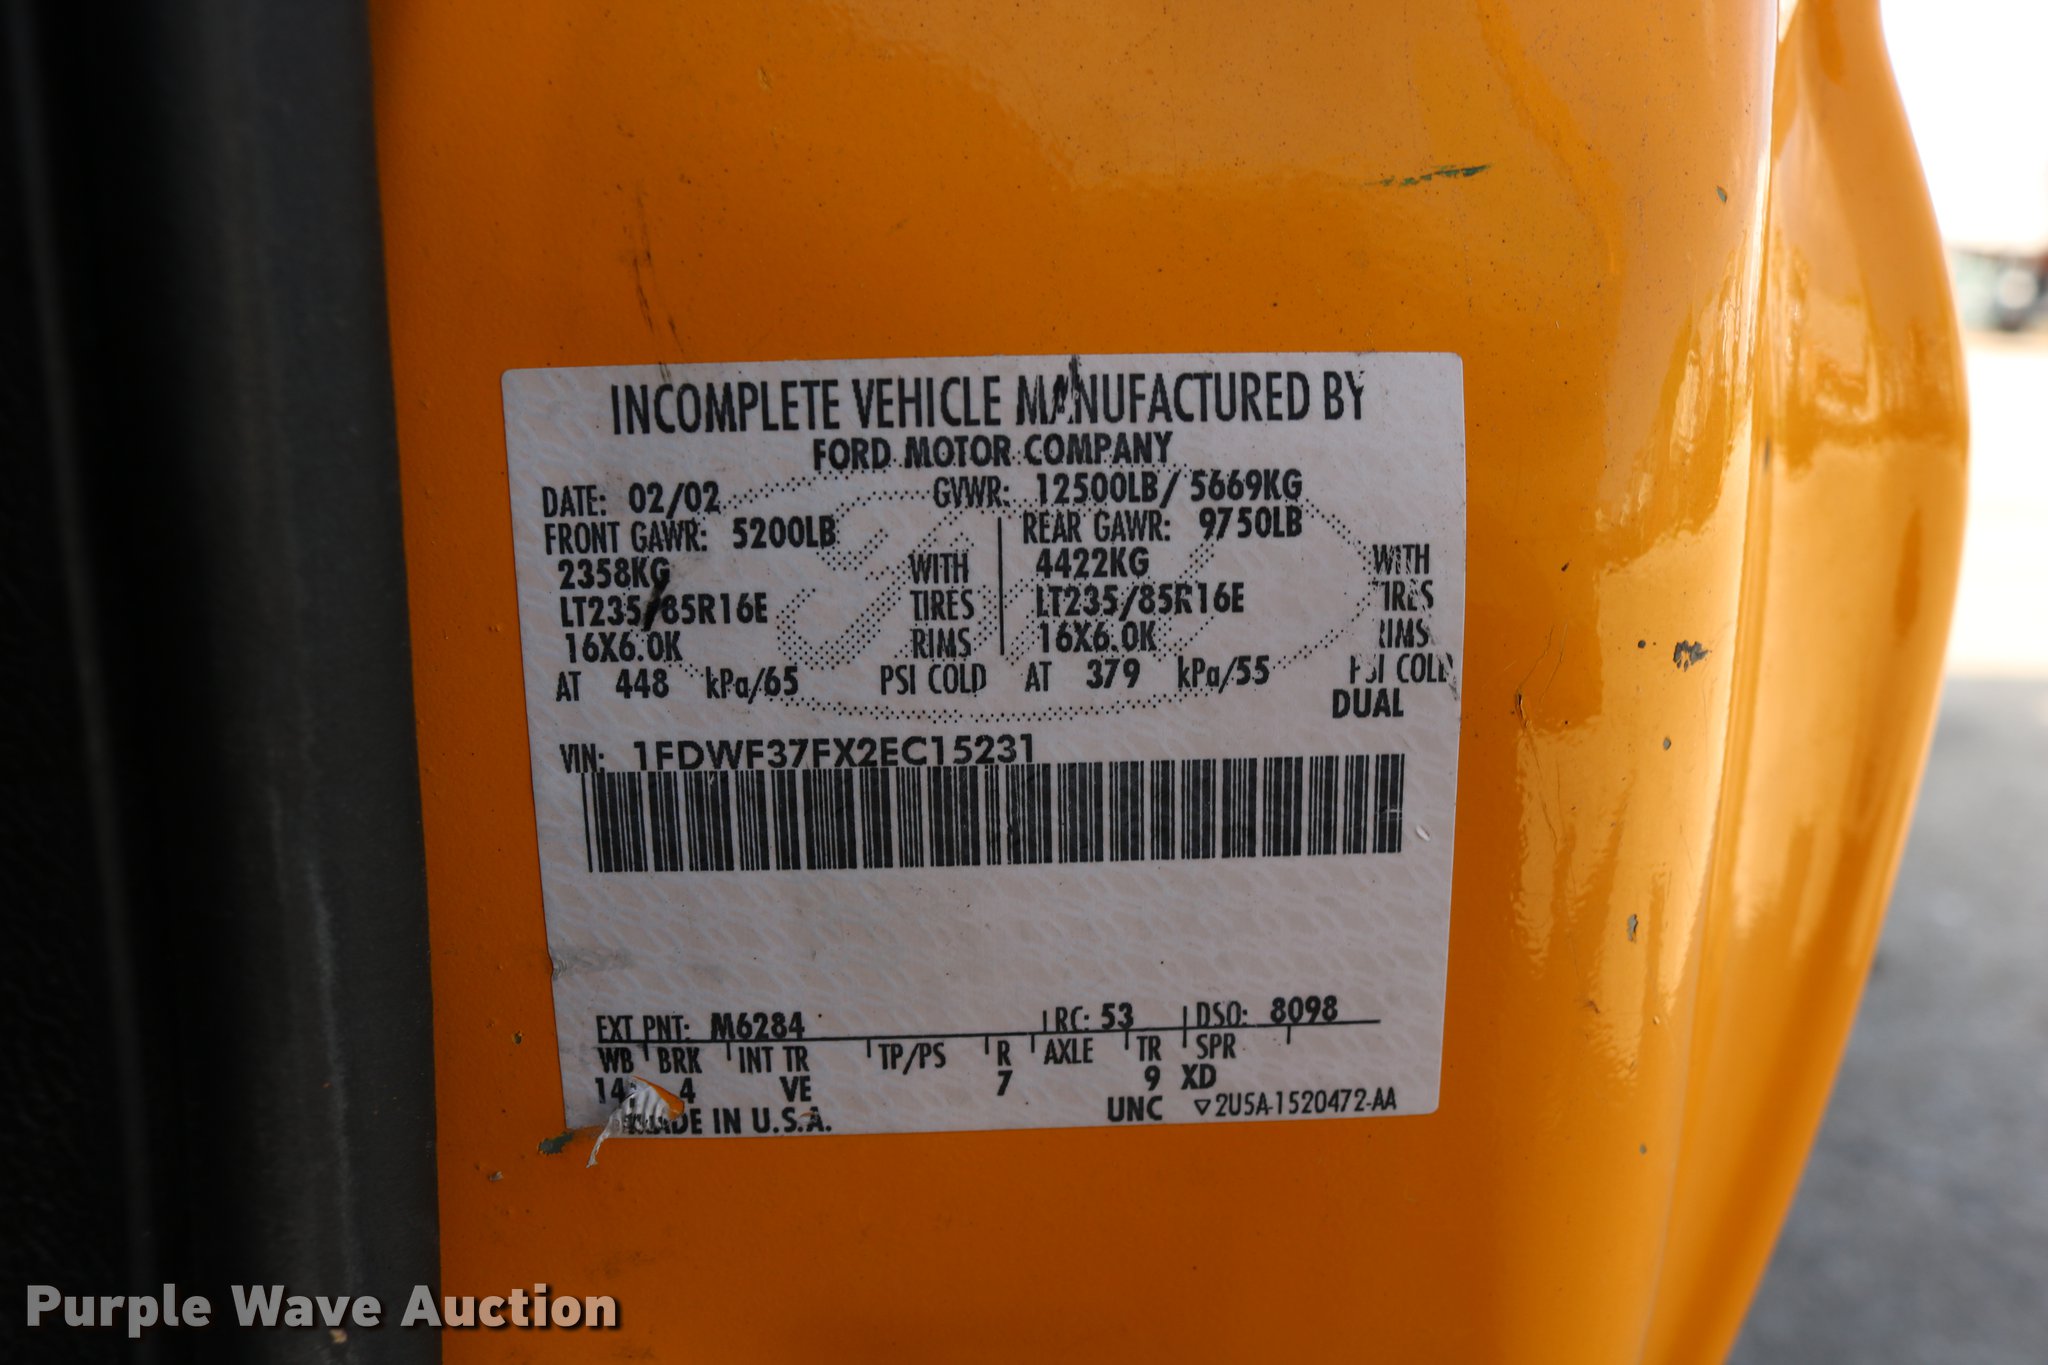 INCOMPLETE VEHICLE MANUFACTURED BY
FORD MOTOR COMPANY
DATE: 02/02 GVWR: 12500LB/ 5669KG
FRONT GAWR: 5200LB REAR GAWR: 9750LB
2358KG WITH 4422KG WITH
LT235/85R16E TIRES LT235/85R16E TIRES
16X6.0K RIMS 16X6.0K RIMS
AT 448 kPa/65 PSI COLD AT 379 kPa/55 PSI COLD
DUAL
VIN: 1FDWF37FX2EC15231
EXT PNT: M6284 RC: 53 DSO: 8098
WB BRK INT TR TP/PS R AXLE TR SPR
4 VE 7 9 XD
MADE IN U.S.A. UNC ▽2U5A-1520472-AA
Purple Wave Auction